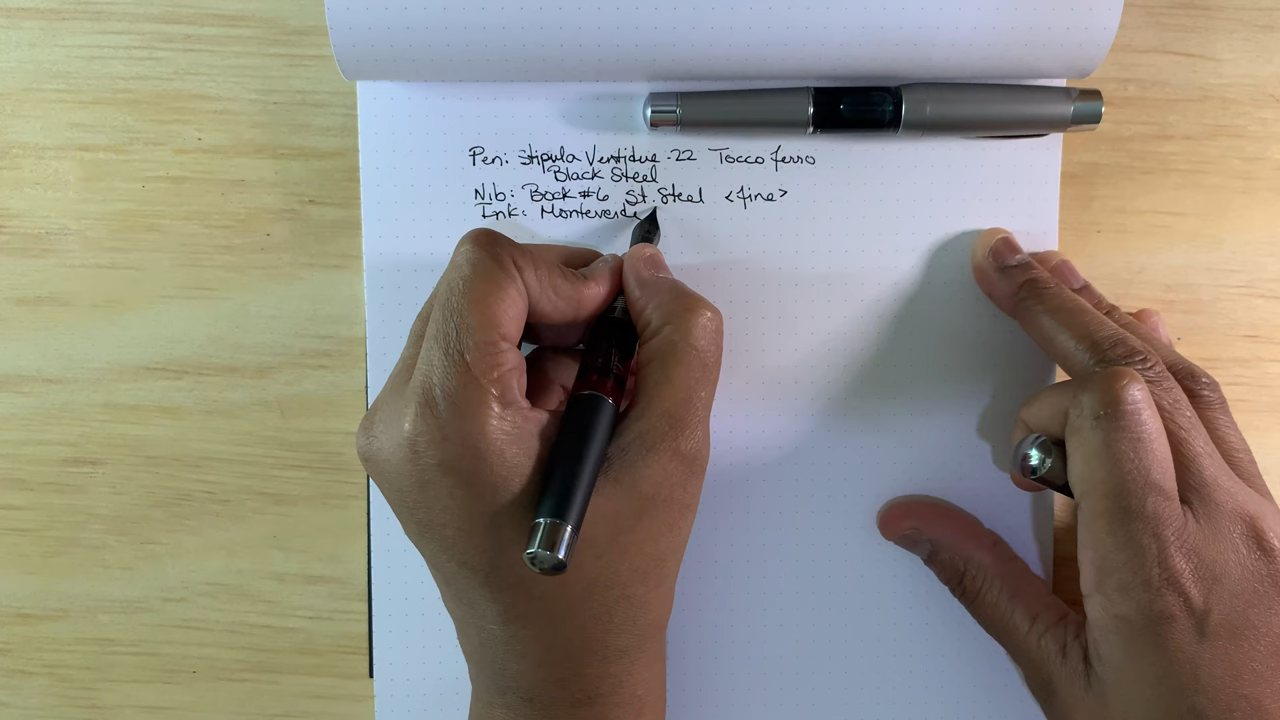 Pen: Stipula Ventidue -22 Tocco ferro
Black Steel
Nib: Bock #6 St. Steel <fine>
Ink: Monteverde